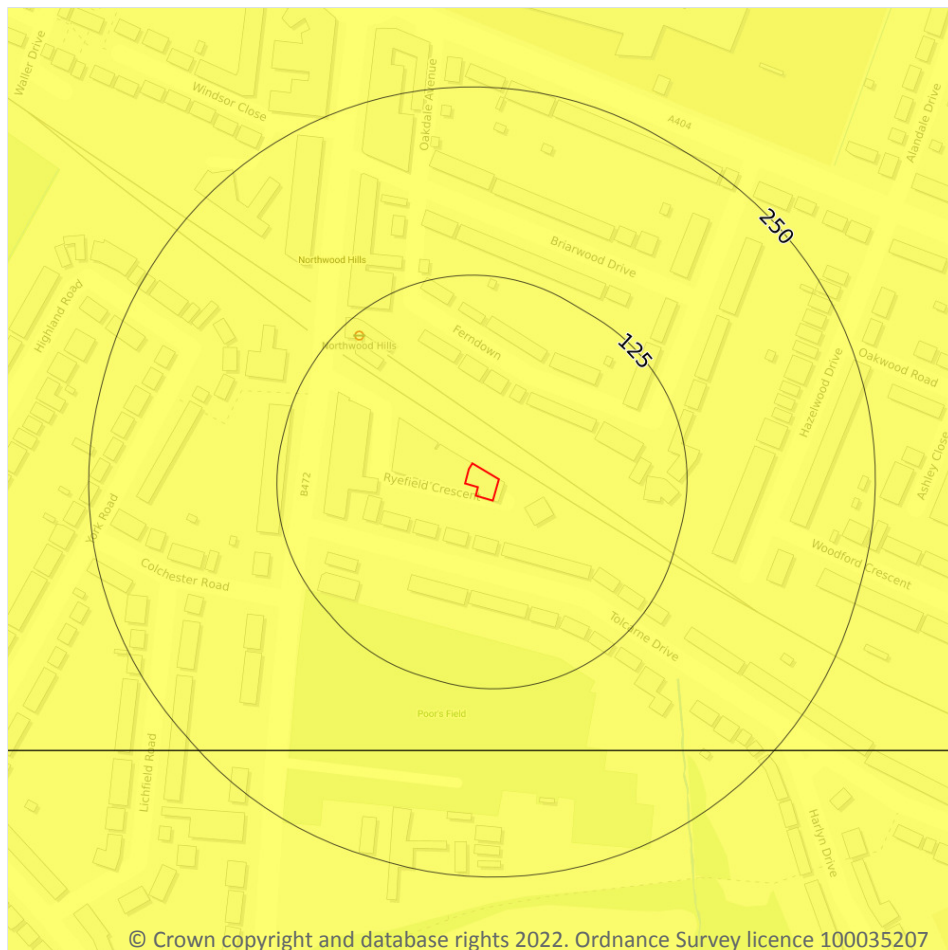 Waller Drive
Windsor Close
Oakdale Avenue
A404
Alandale Drive
250
Northwood Hills
Briarwood Drive
Highland Road
125
Northwood Hills
Ferndown
Oakwood Road
Hazelwood Drive
Ashley Close
Ryefield Crescent
B472
York Road
Colchester Road
Woodford Crescent
Tolcarne Drive
Poor's Field
Lichfield Road
Harlyn Drive
© Crown copyright and database rights 2022. Ordnance Survey licence 100035207